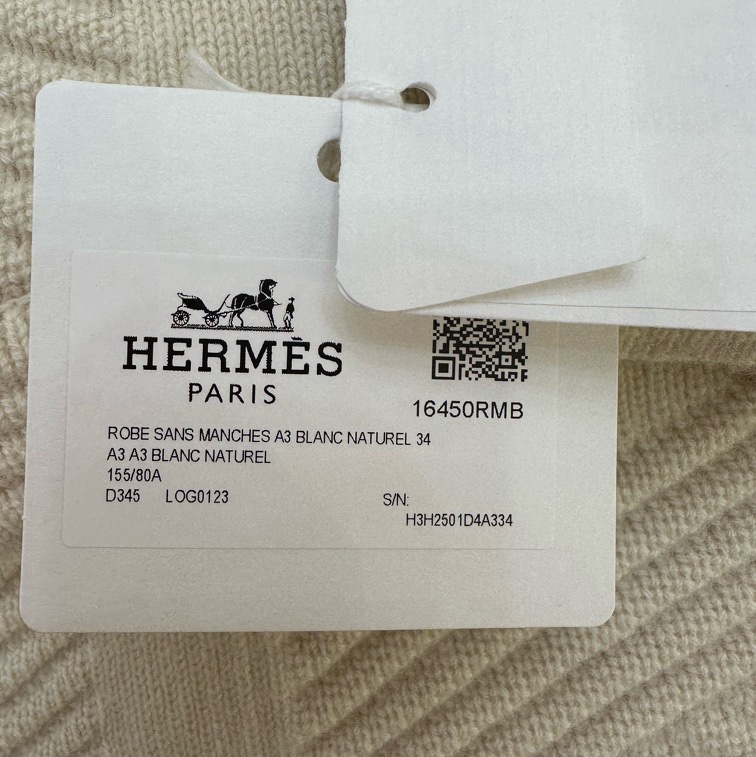 HERMÈS
PARIS
16450RMB
ROBE SANS MANCHES A3 BLANC NATUREL 34
A3 A3 BLANC NATUREL
155/80A
D345 LOG0123
S/N:
H3H2501D4A334